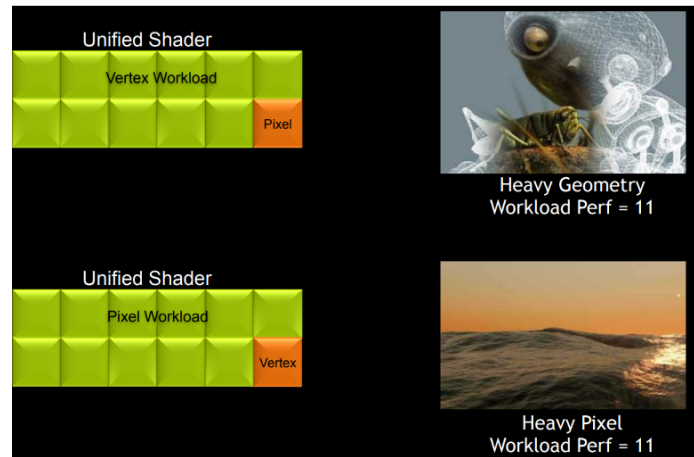 Unified Shader
Vertex Workload
Pixel
Heavy Geometry
Workload Perf = 11
Unified Shader
Pixel Workload
Vertex
Heavy Pixel
Workload Perf = 11